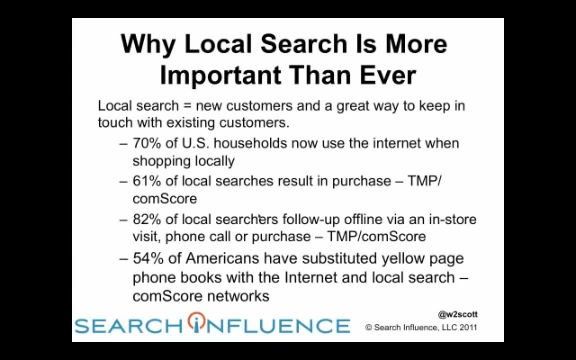 Why Local Search Is More
Important Than Ever
Local search = new customers and a great way to keep in
touch with existing customers.
– 70% of U.S. households now use the internet when
shopping locally
– 61% of local searches result in purchase – TMP/
comScore
– 82% of local searchers follow-up offline via an in-store
visit, phone call or purchase – TMP/comScore
– 54% of Americans have substituted yellow page
phone books with the Internet and local search –
comScore networks
@w2scott
SEARCH INFLUENCE
© Search Influence, LLC 2011